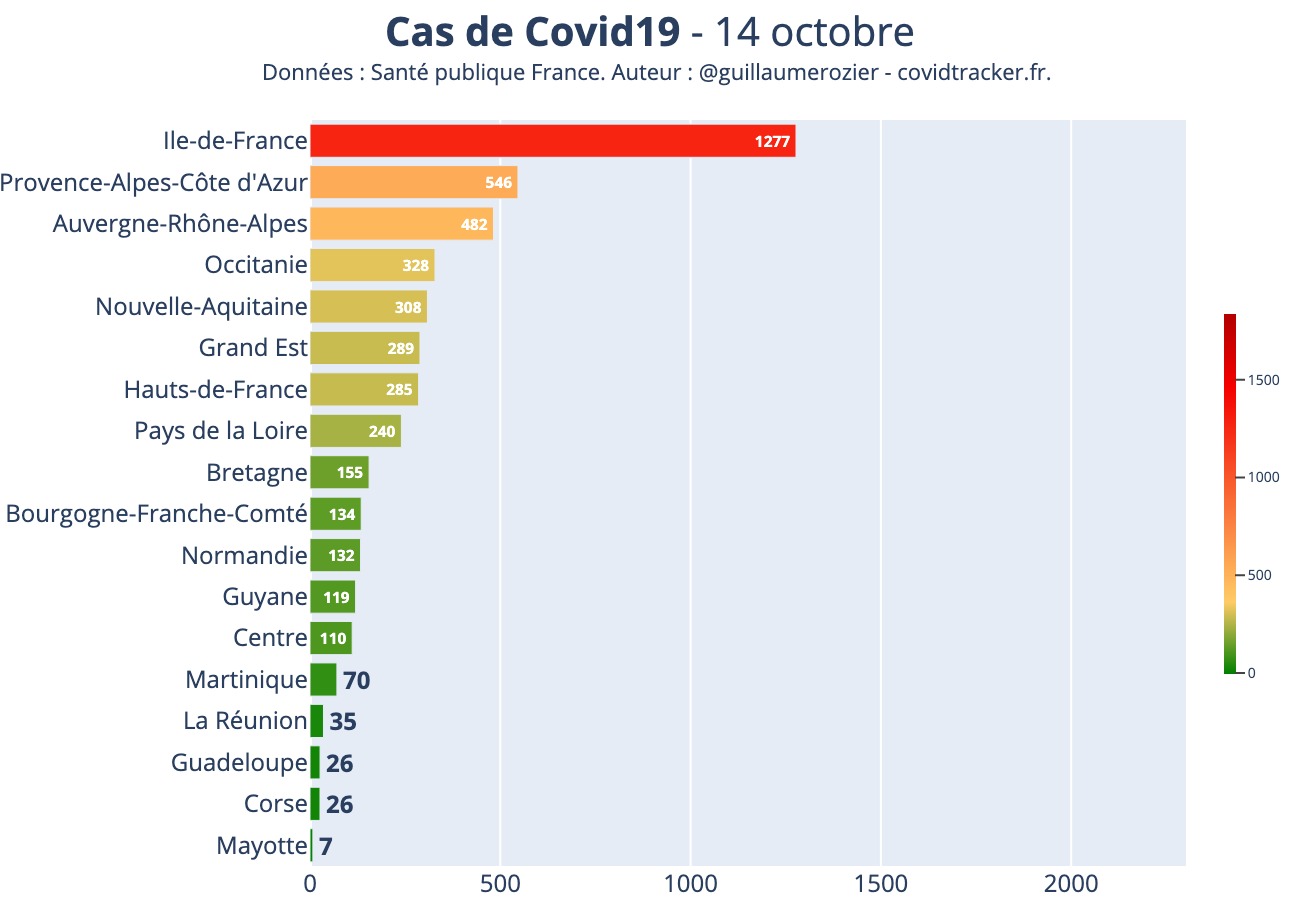 Cas de Covid19 - 14 octobre
Données : Santé publique France. Auteur : @guillaumerozier - covidtracker.fr.
Ile-de-France 1277
Provence-Alpes-Côte d'Azur 546
Auvergne-Rhône-Alpes 482
Occitanie 328
Nouvelle-Aquitaine 308
Grand Est 289
Hauts-de-France 285
Pays de la Loire 240
Bretagne 155
Bourgogne-Franche-Comté 134
Normandie 132
Guyane 119
Centre 110
Martinique 70
La Réunion 35
Guadeloupe 26
Corse 26
Mayotte 7
0 500 1000 1500 2000
1500
1000
500
0